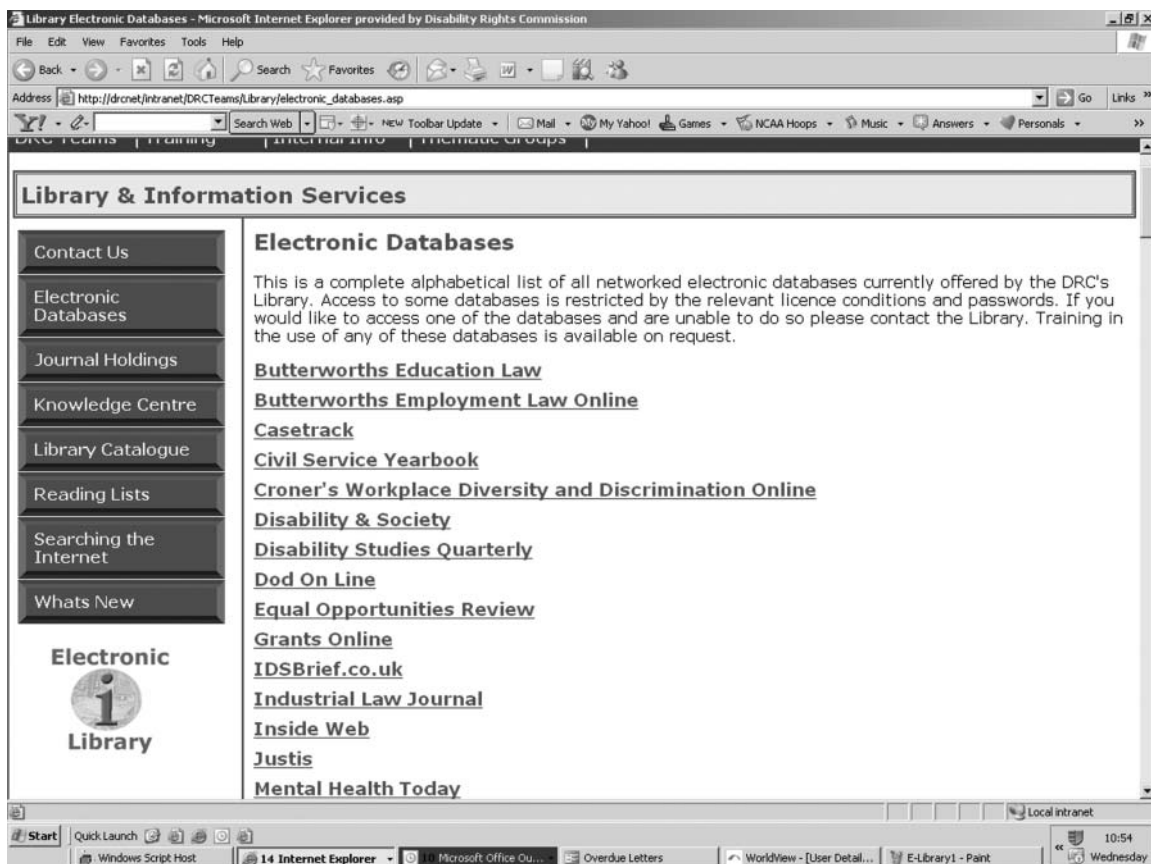 Library Electronic Databases - Microsoft Internet Explorer provided by Disability Rights Commission
File Edit View Favorites Tools Help
Back Search Favorites
Address http://drcnet/intranet/DRCTeams/Library/electronic_databases.asp Go Links
Y! Search Web NEW Toolbar Update Mail My Yahoo! Games NCAA Hoops Music Answers Personals
DRC Teams | Training | Internal Info | Thematic Groups |
Library & Information Services
Contact Us
Electronic
Databases
Journal Holdings
Knowledge Centre
Library Catalogue
Reading Lists
Searching the
Internet
Whats New
Electronic
i
Library
Electronic Databases
This is a complete alphabetical list of all networked electronic databases currently offered by the DRC's
Library. Access to some databases is restricted by the relevant licence conditions and passwords. If you
would like to access one of the databases and are unable to do so please contact the Library. Training in
the use of any of these databases is available on request.
Butterworths Education Law
Butterworths Employment Law Online
Casetrack
Civil Service Yearbook
Croner's Workplace Diversity and Discrimination Online
Disability & Society
Disability Studies Quarterly
Dod On Line
Equal Opportunities Review
Grants Online
IDSBrief.co.uk
Industrial Law Journal
Inside Web
Justis
Mental Health Today
Local intranet
Start Quick Launch 10:54
Windows Script Host 14 Internet Explorer Microsoft Office Ou... Overdue Letters WorldView - [User Detail... E-Library1 - Paint Wednesday